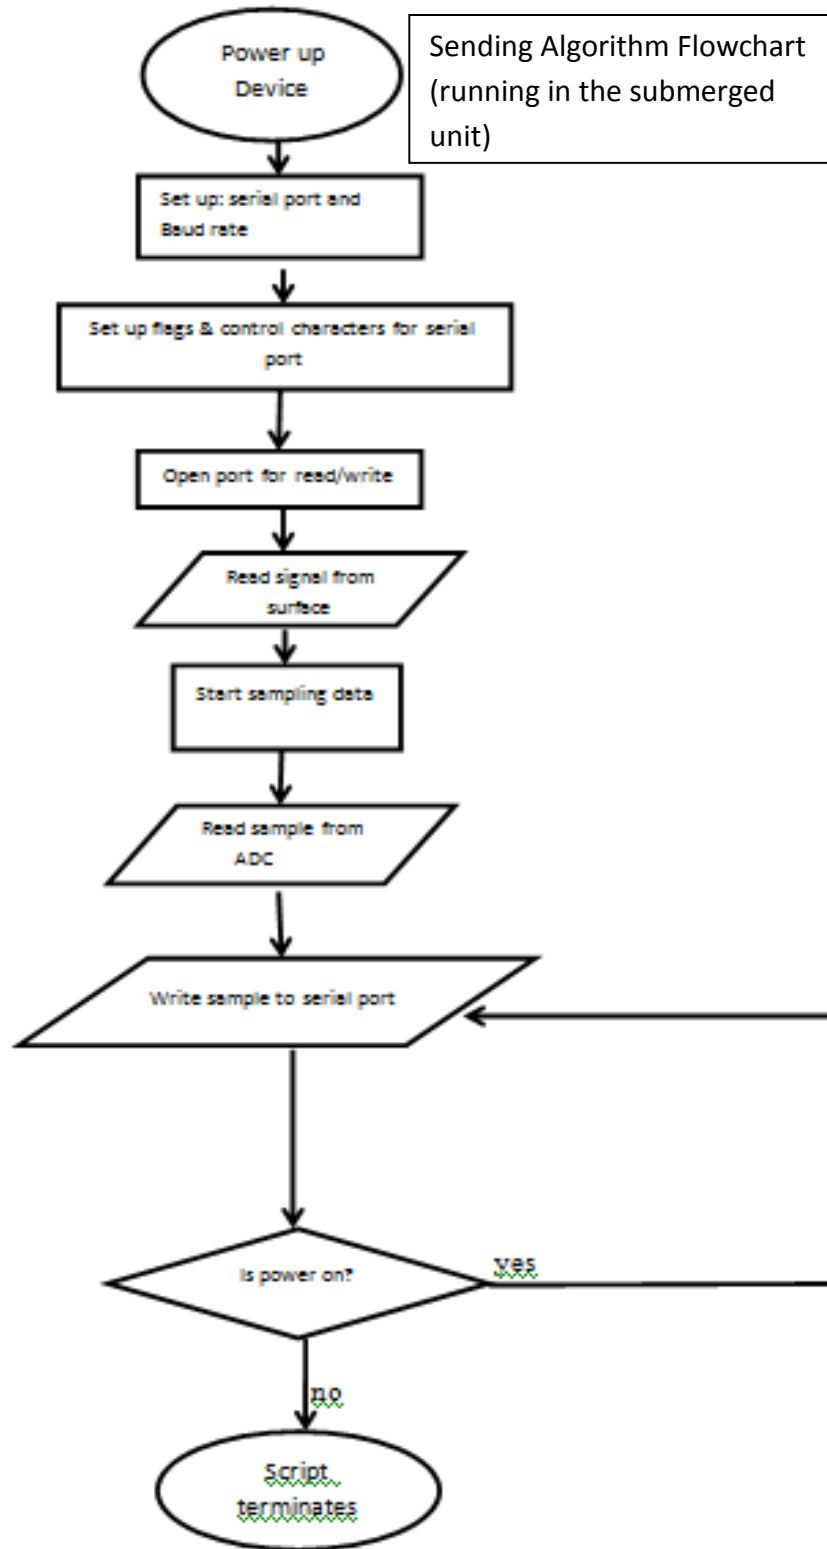 Power up
Device
Sending Algorithm Flowchart
(running in the submerged
unit)
Set up: serial port and
Baud rate
Set up flags & control characters for serial
port
Open port for read/write
Read signal from
surface
Start sampling data
Read sample from
ADC
Write sample to serial port
Is power on?
yes
no
Script
terminates